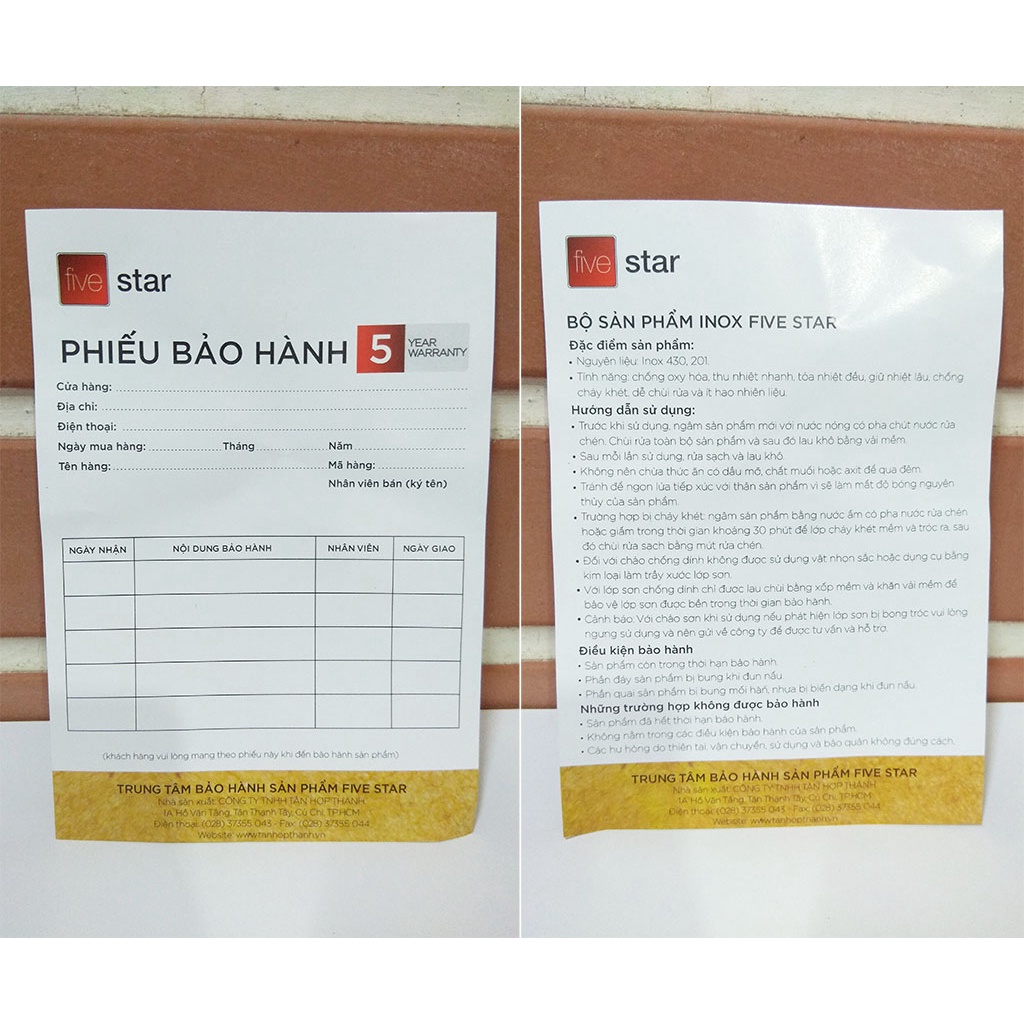 five star
PHIẾU BẢO HÀNH 5 YEAR WARRANTY
Cửa hàng:
Địa chỉ:
Điện thoại:
Ngày mua hàng: Tháng Năm
Tên hàng: Mã hàng:
Nhân viên bán (ký tên)
NGÀY NHẬN NỘI DUNG BẢO HÀNH NHÂN VIÊN NGÀY GIAO
(khách hàng vui lòng mang theo phiếu này khi đến bảo hành sản phẩm)
TRUNG TÂM BẢO HÀNH SẢN PHẨM FIVE STAR
Nhà sản xuất: CÔNG TY TNHH TÂN HỢP THÀNH
1A Hồ Văn Tắng, Tân Thạnh Tây, Củ Chi, TP.HCM
Điện thoại: (028) 37355 043 - Fax: (028) 37355 044
Website: www.tanhopthanh.vn
five star
BỘ SẢN PHẨM INOX FIVE STAR
Đặc điểm sản phẩm:
• Nguyên liệu: Inox 430, 201.
• Tính năng: chống oxy hóa, thu nhiệt nhanh, tỏa nhiệt đều, giữ nhiệt lâu, chống
cháy khét, dễ chùi rửa và ít hao nhiên liệu.
Hướng dẫn sử dụng:
• Trước khi sử dụng, ngâm sản phẩm mới với nước nóng có pha chút nước rửa
chén. Chùi rửa toàn bộ sản phẩm và sau đó lau khô bằng vải mềm.
• Sau mỗi lần sử dụng, rửa sạch và lau khô.
• Không nên chứa thức ăn có dầu mỡ, chất muối hoặc axit để qua đêm.
• Tránh để ngọn lửa tiếp xúc với thân sản phẩm vì sẽ làm mất độ bóng nguyên
thủy của sản phẩm.
• Trường hợp bị cháy khét: ngâm sản phẩm bằng nước ấm có pha nước rửa chén
hoặc giấm trong thời gian khoảng 30 phút để lớp cháy khét mềm và tróc ra, sau
đó chùi rửa sạch bằng mút rửa chén.
• Đối với chảo chống dính không được sử dụng vật nhọn sắc hoặc dụng cụ bằng
kim loại làm trầy xước lớp sơn.
• Với lớp sơn chống dính chỉ được lau chùi bằng xốp mềm và khăn vải mềm để
bảo vệ lớp sơn được bền trong thời gian bảo hành.
• Cảnh báo: Với chảo sơn khi sử dụng nếu phát hiện lớp sơn bị bong tróc vui lòng
ngưng sử dụng và nên gửi về công ty để được tư vấn và hỗ trợ.
Điều kiện bảo hành
• Sản phẩm còn trong thời hạn bảo hành.
• Phần đáy sản phẩm bị bung khi đun nấu.
• Phần quai sản phẩm bị bung mối hàn, nhựa bị biến dạng khi đun nấu.
Những trường hợp không được bảo hành
• Sản phẩm đã hết thời hạn bảo hành.
• Không nằm trong các điều kiện bảo hành của sản phẩm.
• Các hư hỏng do thiên tai, vận chuyển, sử dụng và bảo quản không đúng cách.
TRUNG TÂM BẢO HÀNH SẢN PHẨM FIVE STAR
Nhà sản xuất: CÔNG TY TNHH TÂN HỢP THÀNH
1A Hồ Văn Tắng, Tân Thạnh Tây, Củ Chi, TP.HCM
Điện thoại: (028) 37355 043 - Fax: (028) 37355 044
Website: www.tanhopthanh.vn